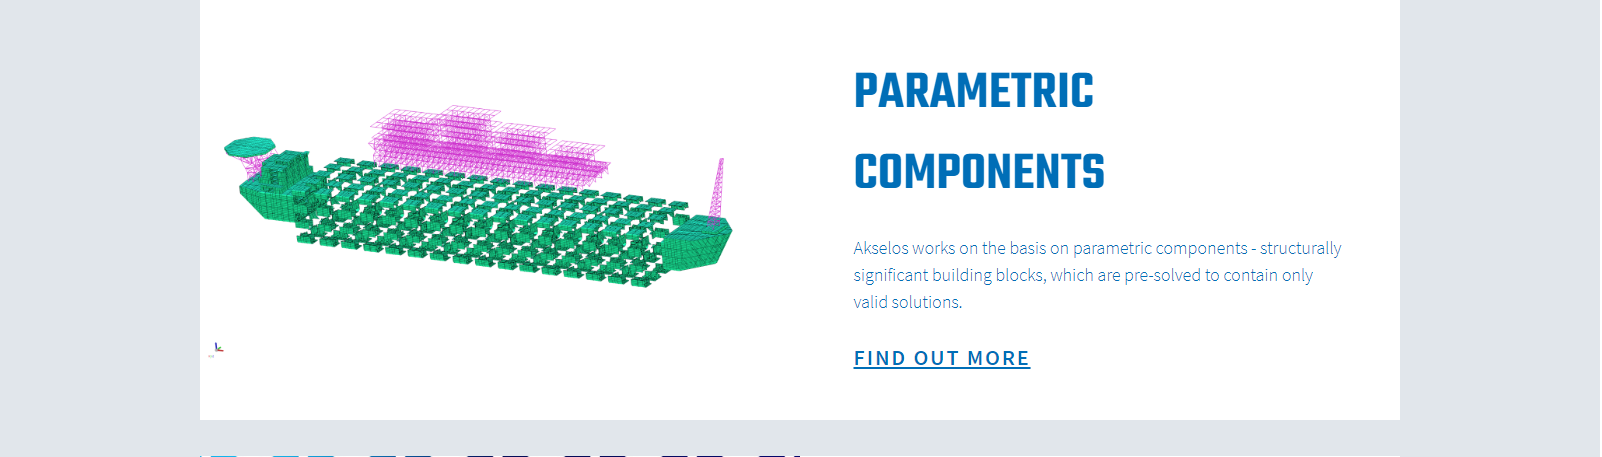 PARAMETRIC
COMPONENTS
Akselos works on the basis on parametric components - structurally
significant building blocks, which are pre-solved to contain only
valid solutions.
FIND OUT MORE